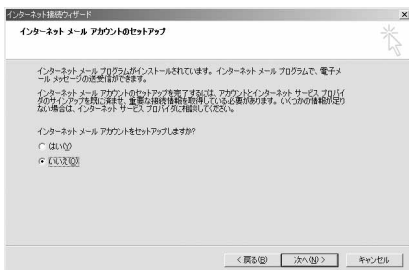 インターネット接続ウィザード
インターネット メール アカウントのセットアップ
インターネット メール プログラムがインストールされています。インターネット メール プログラムで、電子メ
ール メッセージの送受信ができます。
インターネット メール アカウントのセットアップを完了するには、アカウントとインターネット サービス プロバイ
ダのサインアップを既に済ませ、重要な接続情報を取得している必要があります。いくつかの情報が足り
ない場合は、インターネット サービス プロバイダに相談してください。
インターネット メール アカウントをセットアップしますか?
はい(Y)
いいえ(O)
< 戻る(B)
次へ(N) >
キャンセル